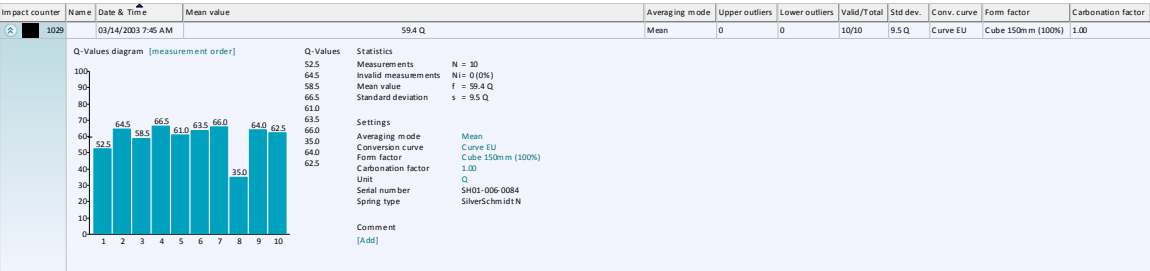 Impact counter Name Date & Time Mean value Averaging mode Upper outliers Lower outliers Valid/Total Std dev. Conv. curve Form factor Carbonation factor
1029 03/14/2003 7:45 AM 59.4 Q Mean 0 0 10/10 9.5 Q Curve EU Cube 150mm (100%) 1.00
Q-Values diagram [measurement order]
100
90
80
70
60
50
40
30
20
10
0
52.5 64.5 58.5 66.5 61.0 63.5 66.0 35.0 64.0 62.5
1 2 3 4 5 6 7 8 9 10
Q-Values
52.5
64.5
58.5
66.5
61.0
63.5
66.0
35.0
64.0
62.5
Statistics
Measurements N = 10
Invalid measurements Ni= 0 (0%)
Mean value f = 59.4 Q
Standard deviation s = 9.5 Q
Settings
Averaging mode Mean
Conversion curve Curve EU
Form factor Cube 150mm (100%)
Carbonation factor 1.00
Unit Q
Serial number SH01-006-0084
Spring type SilverSchmidt N
Comment
[Add]